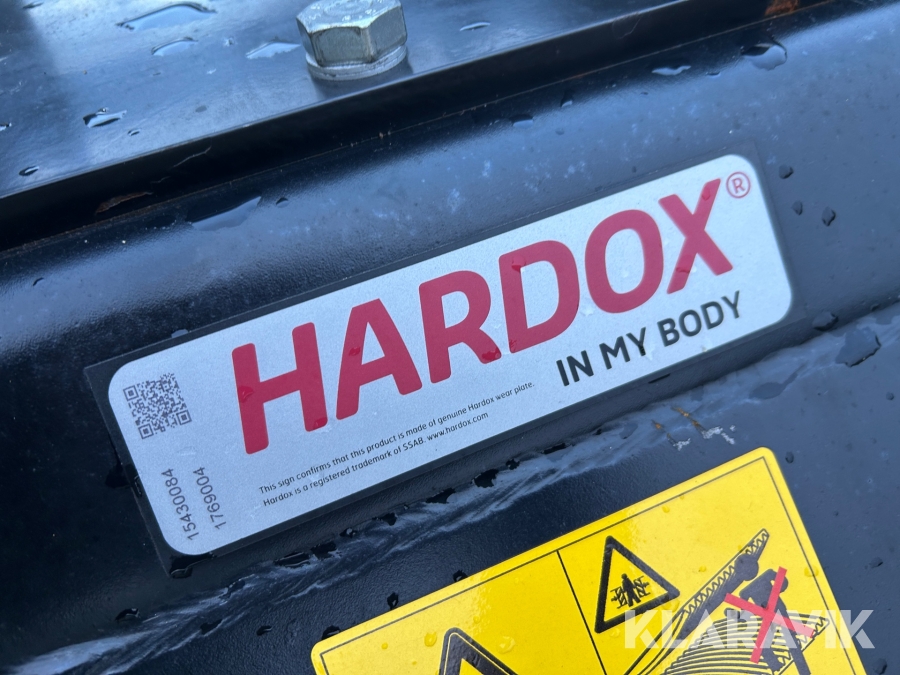 HARDOX®
IN MY BODY
This sign confirms that this product is made of genuine Hardox wear plate.
Hardox is a registered trademark of SSAB. www.hardox.com
15430084
1769004
KLARAVIK